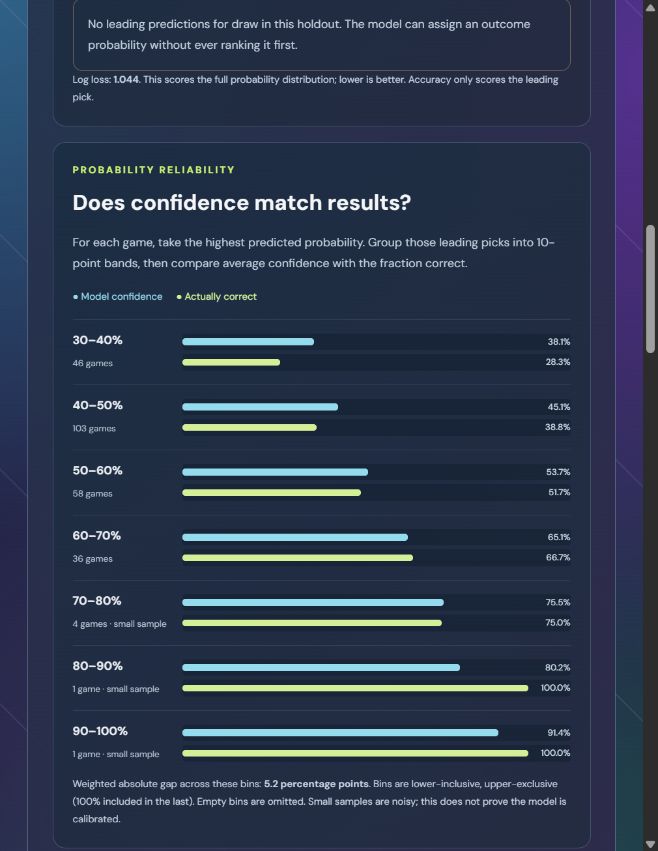 No leading predictions for draw in this holdout. The model can assign an outcome
probability without ever ranking it first.
Log loss: 1.044. This scores the full probability distribution; lower is better. Accuracy only scores the leading
pick.
PROBABILITY RELIABILITY
Does confidence match results?
For each game, take the highest predicted probability. Group those leading picks into 10-
point bands, then compare average confidence with the fraction correct.
Model confidence Actually correct
30–40%
38.1%
46 games
28.3%
40–50%
45.1%
103 games
38.8%
50–60%
53.7%
58 games
51.7%
60–70%
65.1%
36 games
66.7%
70–80%
75.5%
4 games · small sample
75.0%
80–90%
80.2%
1 game · small sample
100.0%
90–100%
91.4%
1 game · small sample
100.0%
Weighted absolute gap across these bins: 5.2 percentage points. Bins are lower-inclusive, upper-exclusive
(100% included in the last). Empty bins are omitted. Small samples are noisy; this does not prove the model is
calibrated.